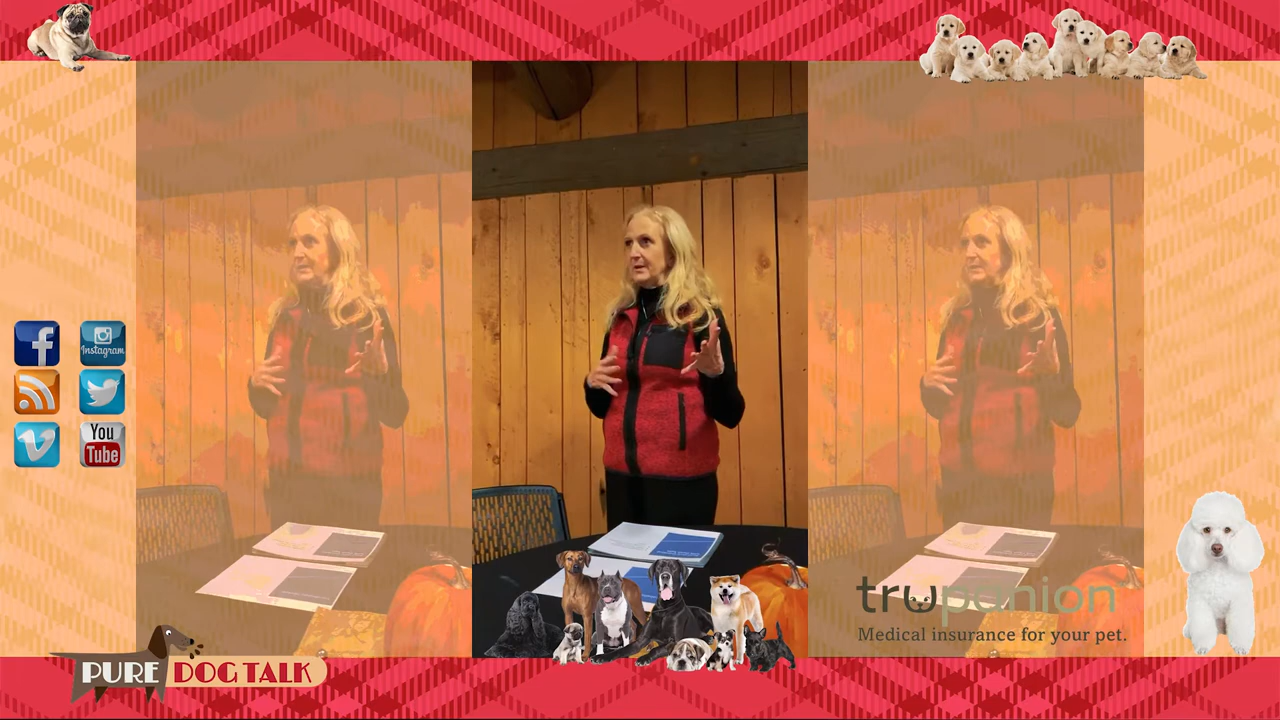 Instagram
You
Tube
trupanion
Medical insurance for your pet.
PURE DOG TALK